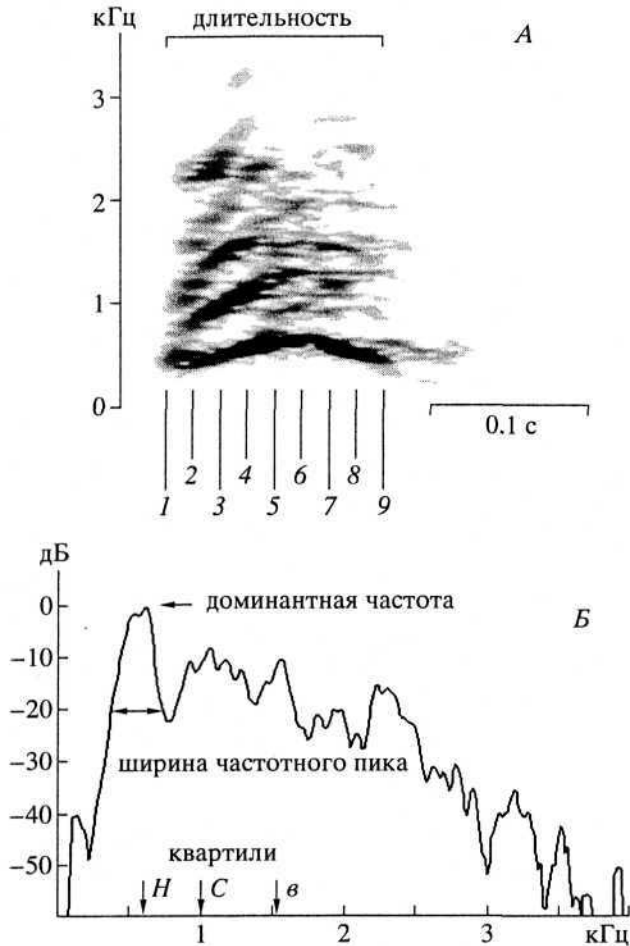 кГц длительность А
3
2
1
0
0.1 с
2 4 6 8
1 3 5 7 9
дБ
0 доминантная частота Б
−10
−20
ширина частотного пика
−30
−40
квартили
−50 Н С в
1 2 3 кГц